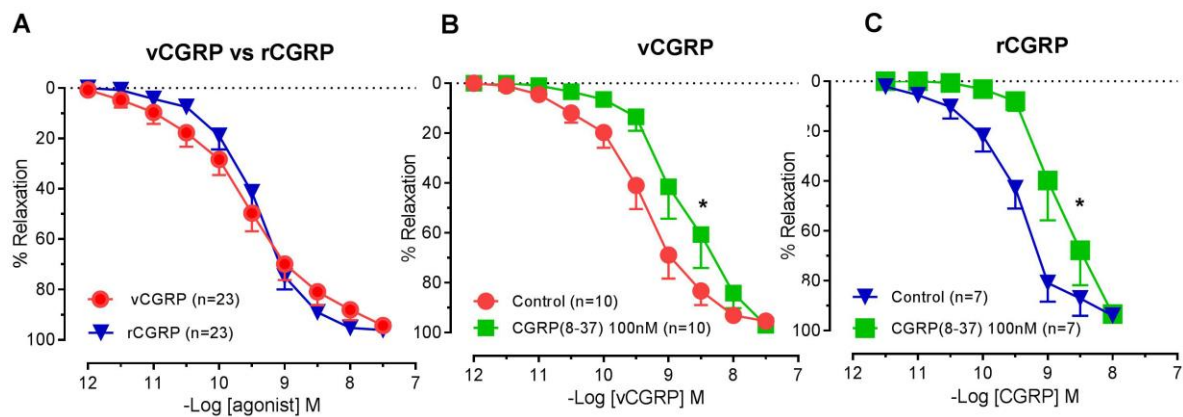 A
vCGRP vs rCGRP
0
20
40
60
80
100
% Relaxation
vCGRP (n=23)
rCGRP (n=23)
12 11 10 9 8 7
-Log [agonist] M
B
vCGRP
0
20
40
60
80
100
% Relaxation
*
Control (n=10)
CGRP(8-37) 100nM (n=10)
12 11 10 9 8 7
-Log [vCGRP] M
C
rCGRP
0
20
40
60
80
100
% Relaxation
*
Control (n=7)
CGRP(8-37) 100nM (n=7)
12 11 10 9 8 7
-Log [CGRP] M